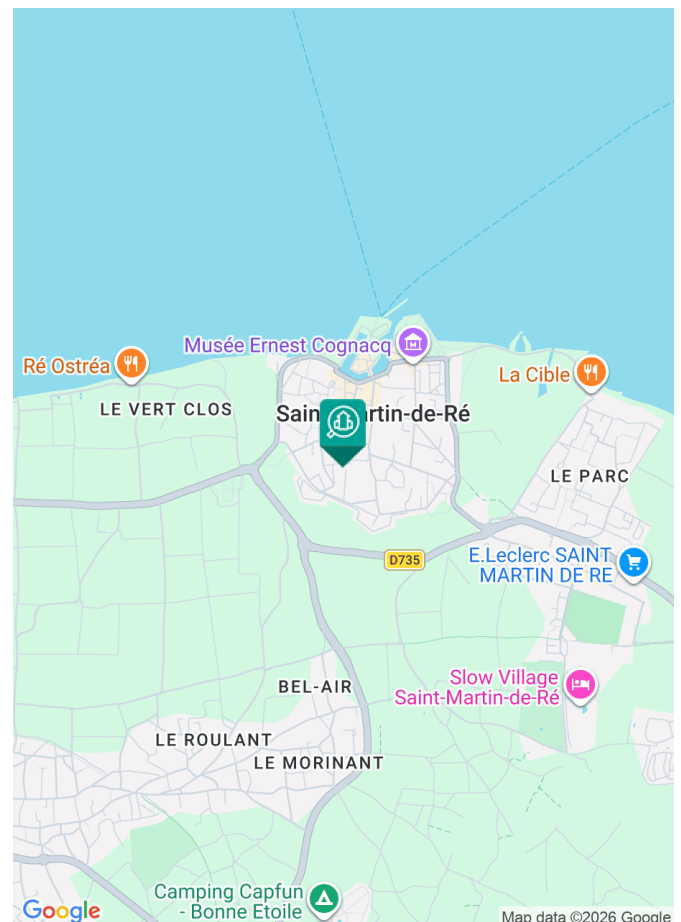 Musée Ernest Cognacq
Ré Ostréa
La Cible
LE VERT CLOS
Sain artin-de-Ré
LE PARC
D735
E.Leclerc SAINT
MARTIN DE RE
Slow Village
Saint-Martin-de-Ré
BEL-AIR
LE ROULANT
LE MORINANT
Camping Capfun
- Bonne Etoile
Google
Map data ©2026 Google